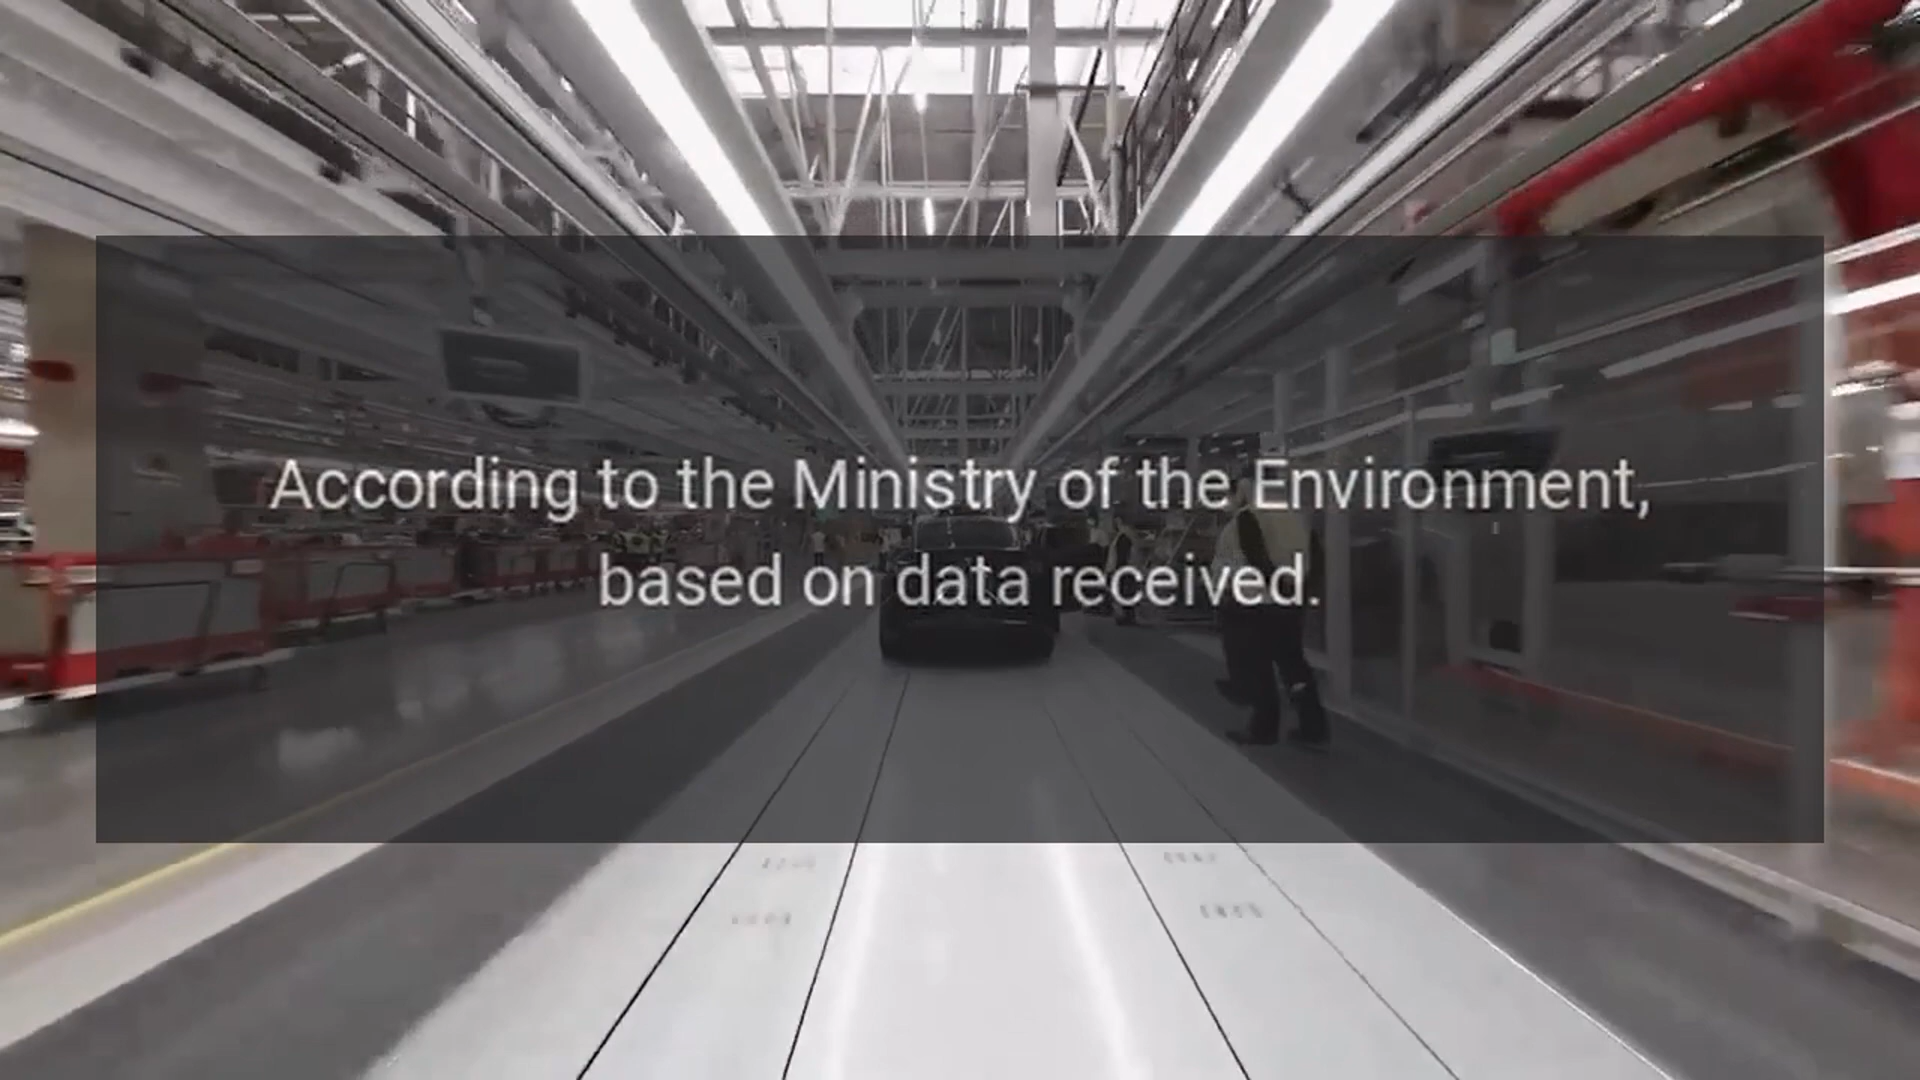 According to the Ministry of the Environment,
based on data received.